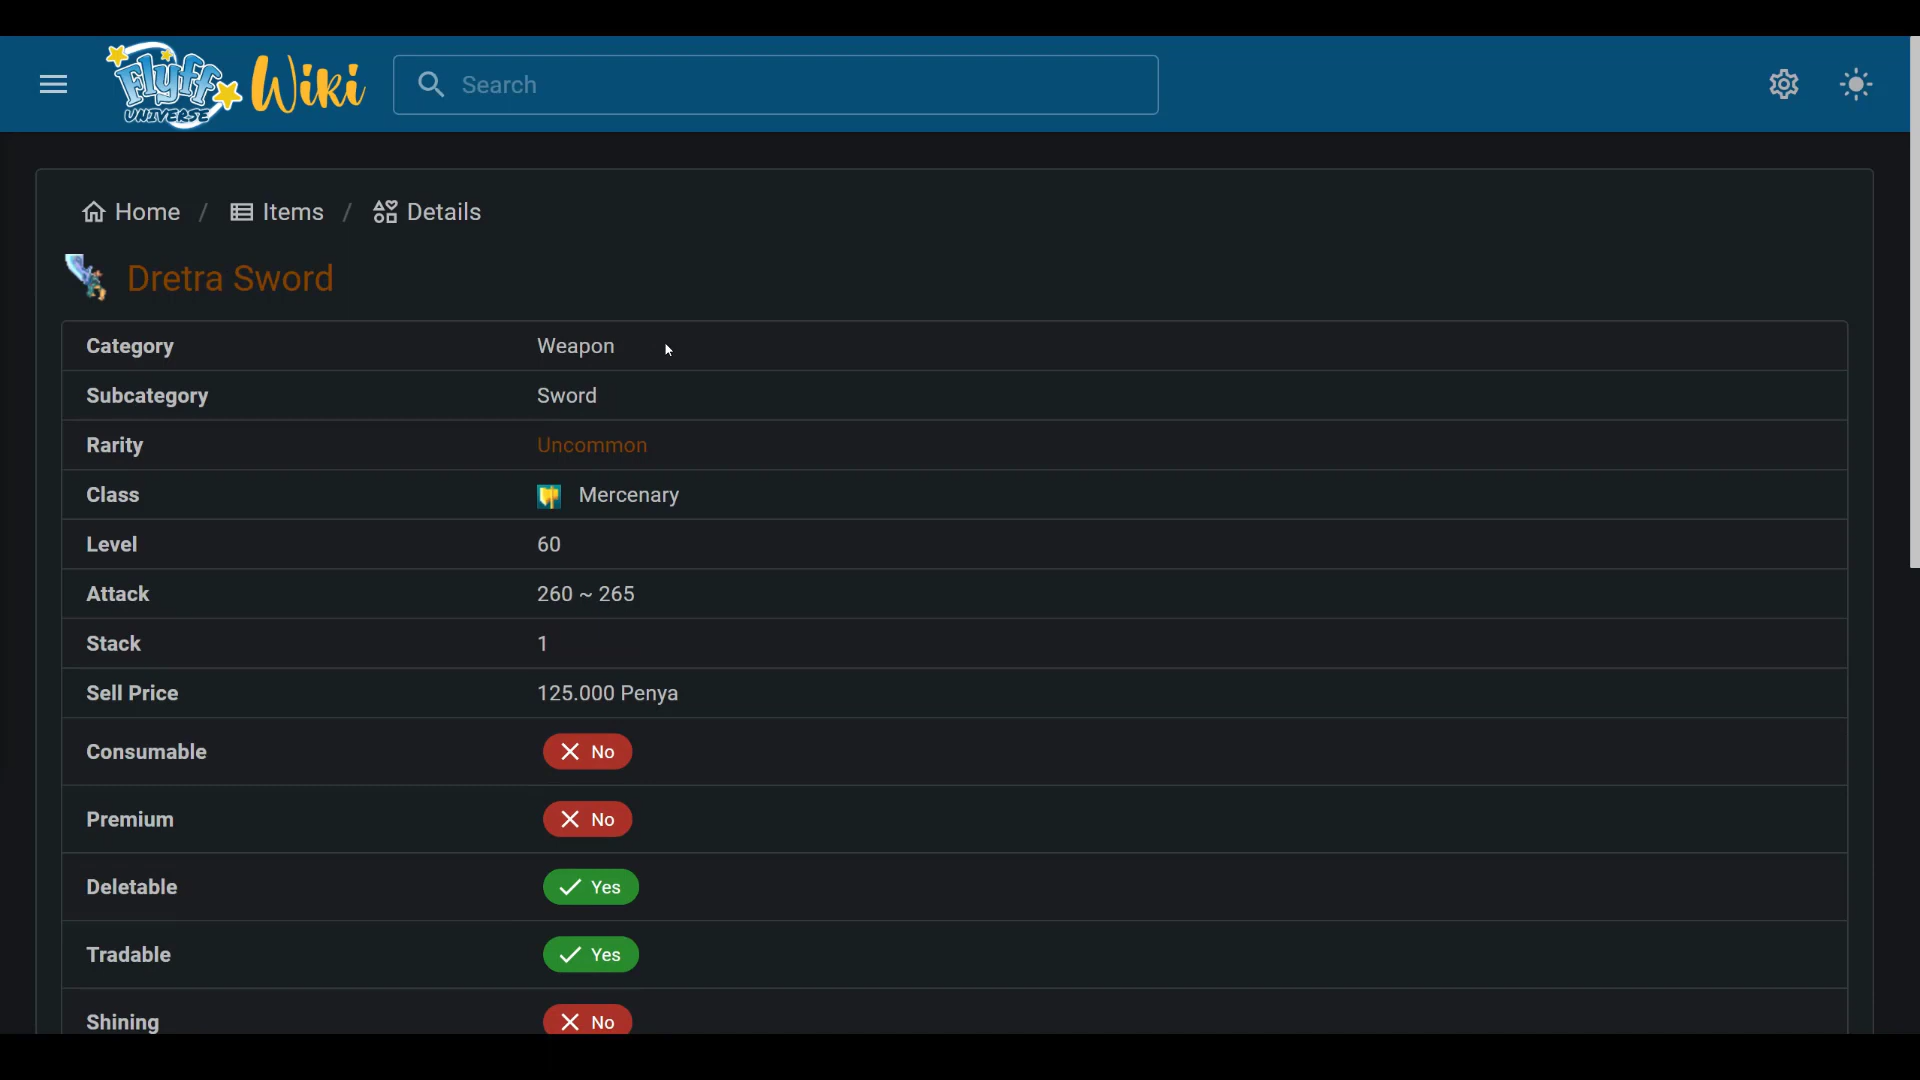 Flyff UNIVERSE Wiki
Search
Home / Items / Details
Dretra Sword
Category Weapon
Subcategory Sword
Rarity Uncommon
Class Mercenary
Level 60
Attack 260 ~ 265
Stack 1
Sell Price 125.000 Penya
Consumable No
Premium No
Deletable Yes
Tradable Yes
Shining No